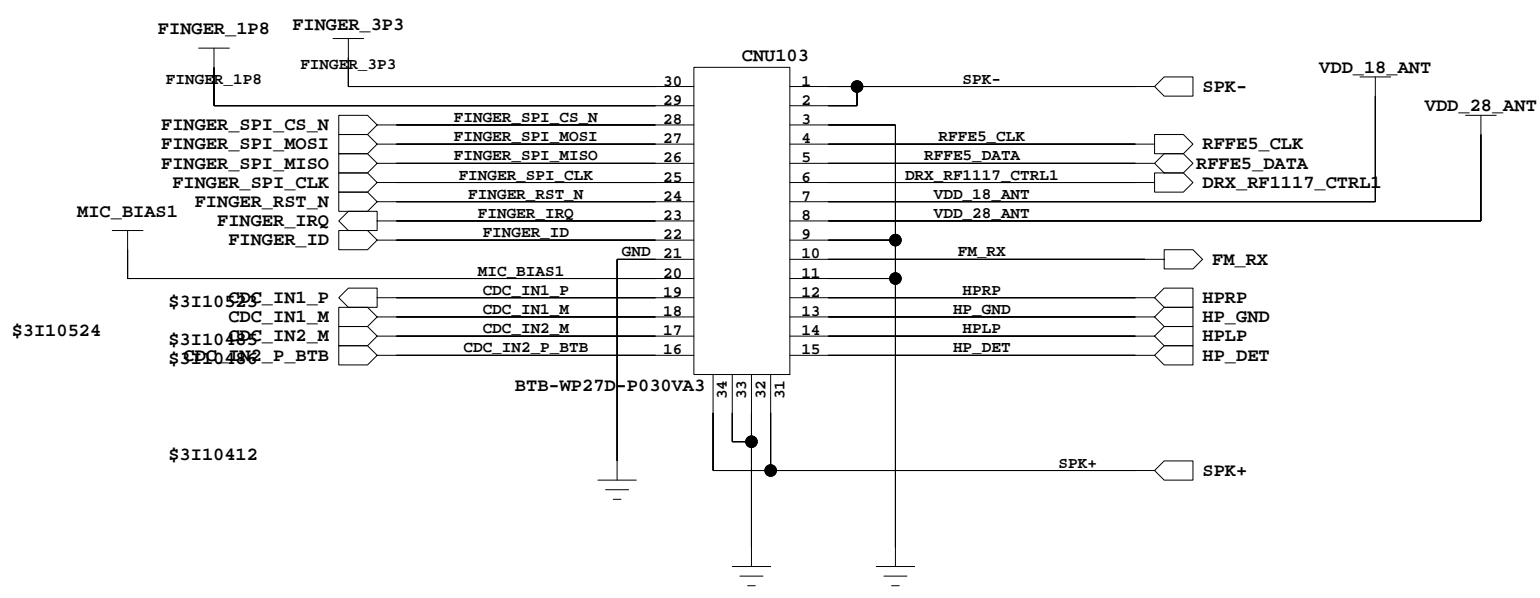 FINGER_1P8
FINGER_3P3
FINGER_1P8
FINGER_3P3
CNU103
VDD_18_ANT
VDD_28_ANT
30
29
FINGER_SPI_CS_N FINGER_SPI_CS_N 28
FINGER_SPI_MOSI FINGER_SPI_MOSI 27
FINGER_SPI_MISO FINGER_SPI_MISO 26
FINGER_SPI_CLK FINGER_SPI_CLK 25
FINGER_RST_N FINGER_RST_N 24
MIC_BIAS1
FINGER_IRQ FINGER_IRQ 23
FINGER_ID FINGER_ID 22
GND 21
MIC_BIAS1 20
$3I10523
CDC_IN1_P CDC_IN1_P 19
CDC_IN1_M CDC_IN1_M 18
$3I10524
$3I10485
CDC_IN2_M CDC_IN2_M 17
$3I10486
CDC_IN2_P_BTB CDC_IN2_P_BTB 16
1 SPK- SPK-
2
3
4 RFFE5_CLK RFFE5_CLK
5 RFFE5_DATA RFFE5_DATA
6 DRX_RF1117_CTRL1 DRX_RF1117_CTRL1
7 VDD_18_ANT
8 VDD_28_ANT
9
10 FM_RX FM_RX
11
12 HPRP HPRP
13 HP_GND HP_GND
14 HPLP HPLP
15 HP_DET HP_DET
BTB-WP27D-P030VA3
34
33
32
31
$3I10412
SPK+ SPK+